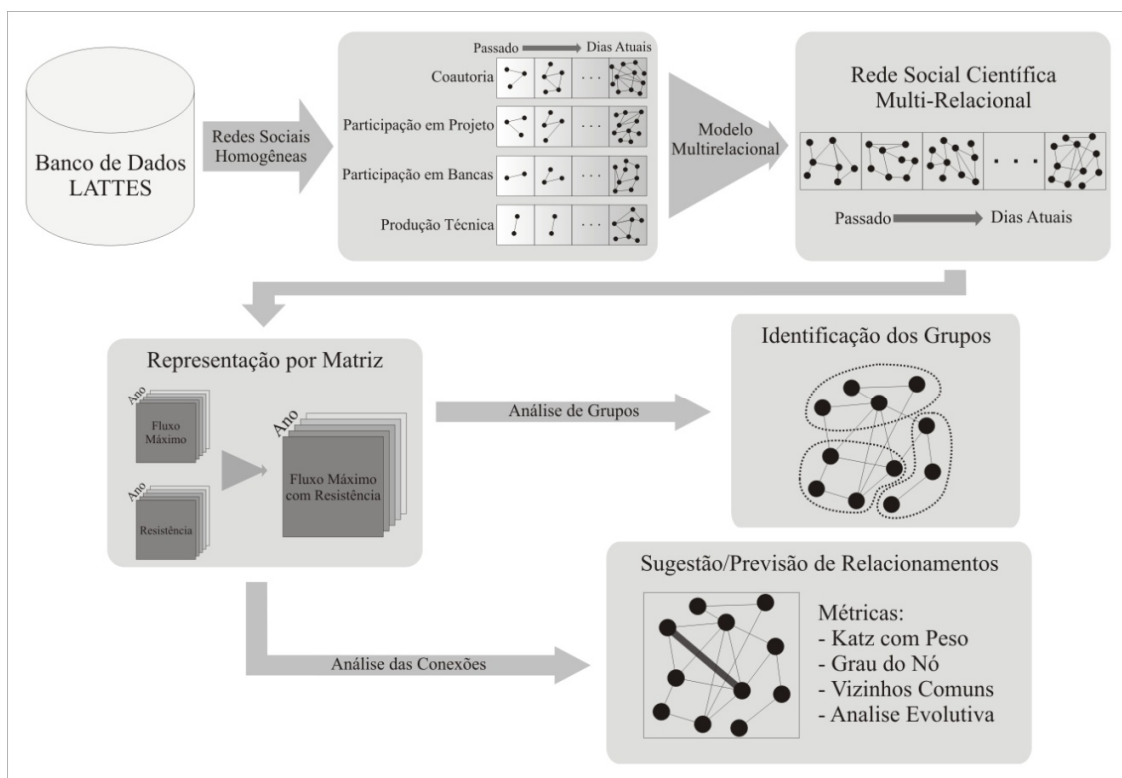 Banco de Dados
LATTES
Redes Sociais
Homogêneas
Passado
Dias Atuais
Coautoria
Participação em Projeto
Participação em Bancas
Produção Técnica
Modelo
Multirelacional
Rede Social Científica
Multi-Relacional
Passado
Dias Atuais
Representação por Matriz
Ano
Fluxo
Máximo
Ano
Resistência
Ano
Fluxo Máximo
com Resistência
Análise de Grupos
Identificação dos Grupos
Análise das Conexões
Sugestão/Previsão de Relacionamentos
Métricas:
- Katz com Peso
- Grau do Nó
- Vizinhos Comuns
- Analise Evolutiva